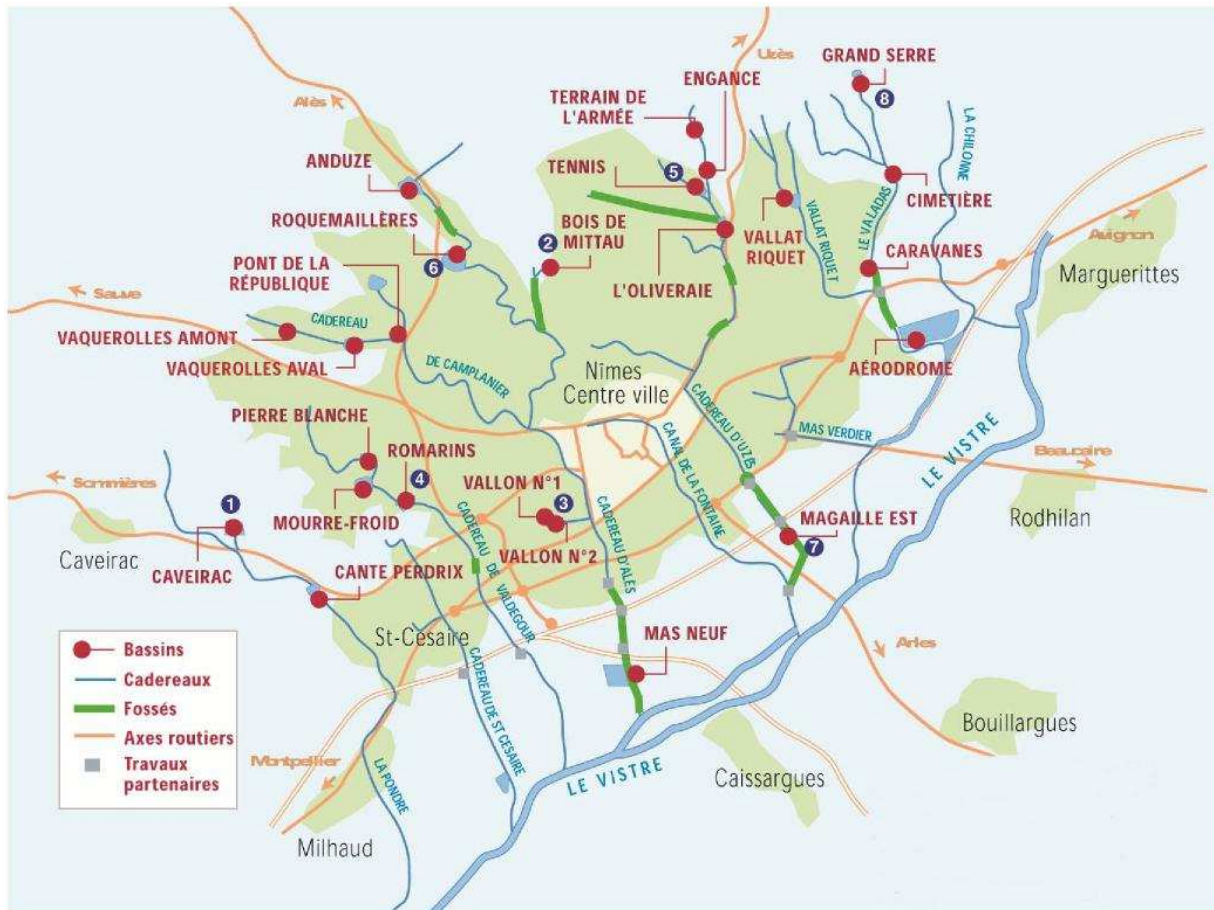 Uzès
GRAND SERRE
ENGANCE
8
Alès
TERRAIN DE
L'ARMÉE
LA CHILONNE
ANDUZE
TENNIS
5
CIMETIÈRE
ROQUEMAILLÈRES
BOIS DE
MITTAU
2
VALLAT
RIQUET
VALLAT RIQUET
LE VALADAS
CARAVANES
Avignon
Marguerittes
6
PONT DE LA
RÉPUBLIQUE
L'OLIVERAIE
Sauve
CADEREAU
VAQUEROLLES AMONT
VAQUEROLLES AVAL
DE CAMPLANIER
Nîmes
Centre ville
AÉRODROME
PIERRE BLANCHE
ROMARINS
4
CADEREAU D'UZES
MAS VERDIER
LE VISTRE
Beaucaire
Sommières
1
MOURRE-FROID
VALLON N°1
3
VALLON N°2
CANAL DE LA FONTAINE
MAGAILLE EST
7
Rodhilan
Caveirac
CAVEIRAC
CANTE PERDRIX
CADEREAU DE VALDEGOUR
CADEREAU D'ALÈS
St-Césaire
MAS NEUF
Arles
Bassins
Cadereaux
Fossés
Axes routiers
Travaux
partenaires
CADEREAU DE ST CESAIRE
Bouillargues
Montpellier
LA PONDRE
LE VISTRE
Caissargues
Milhaud